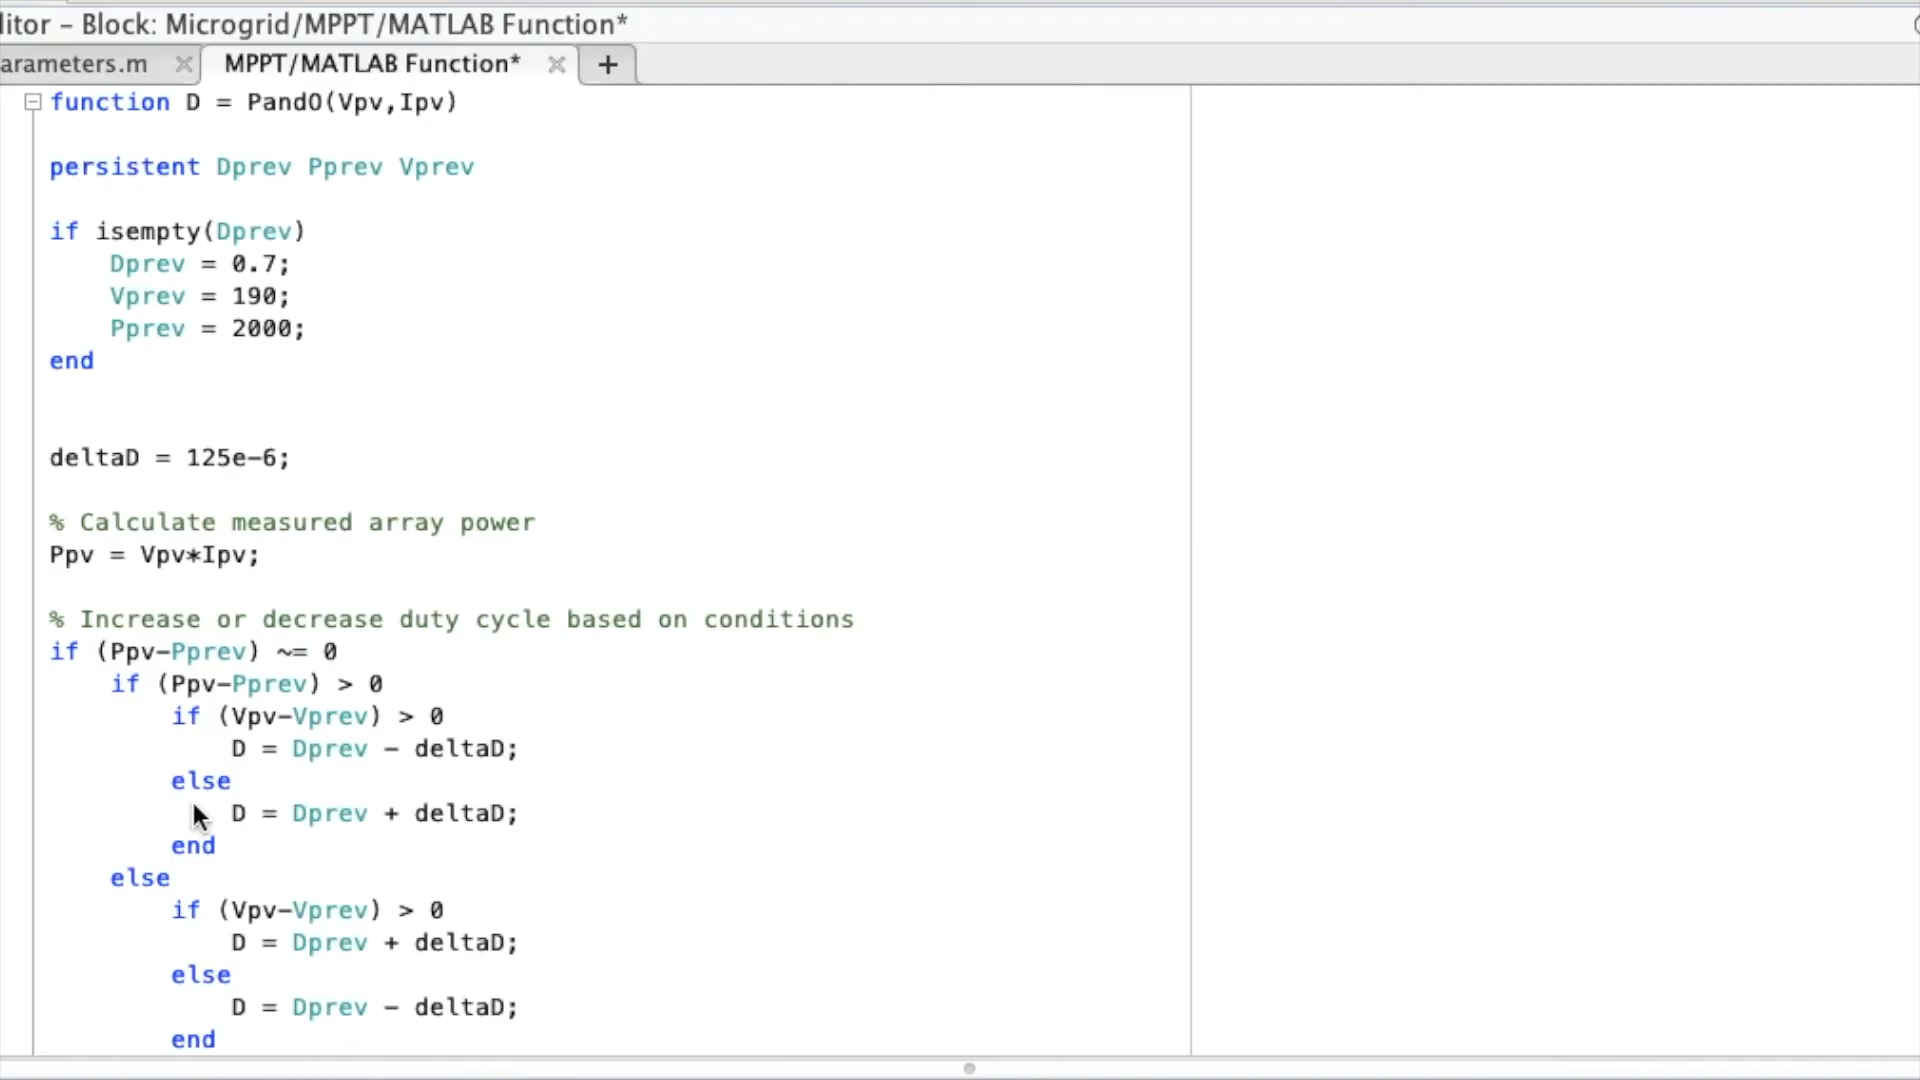 ditor - Block: Microgrid/MPPT/MATLAB Function*
arameters.m
MPPT/MATLAB Function*
function D = PandO(Vpv,Ipv)
persistent Dprev Pprev Vprev
if isempty(Dprev)
Dprev = 0.7;
Vprev = 190;
Pprev = 2000;
end
deltaD = 125e-6;
% Calculate measured array power
Ppv = Vpv*Ipv;
% Increase or decrease duty cycle based on conditions
if (Ppv-Pprev) ~= 0
if (Ppv-Pprev) > 0
if (Vpv-Vprev) > 0
D = Dprev - deltaD;
else
D = Dprev + deltaD;
end
else
if (Vpv-Vprev) > 0
D = Dprev + deltaD;
else
D = Dprev - deltaD;
end